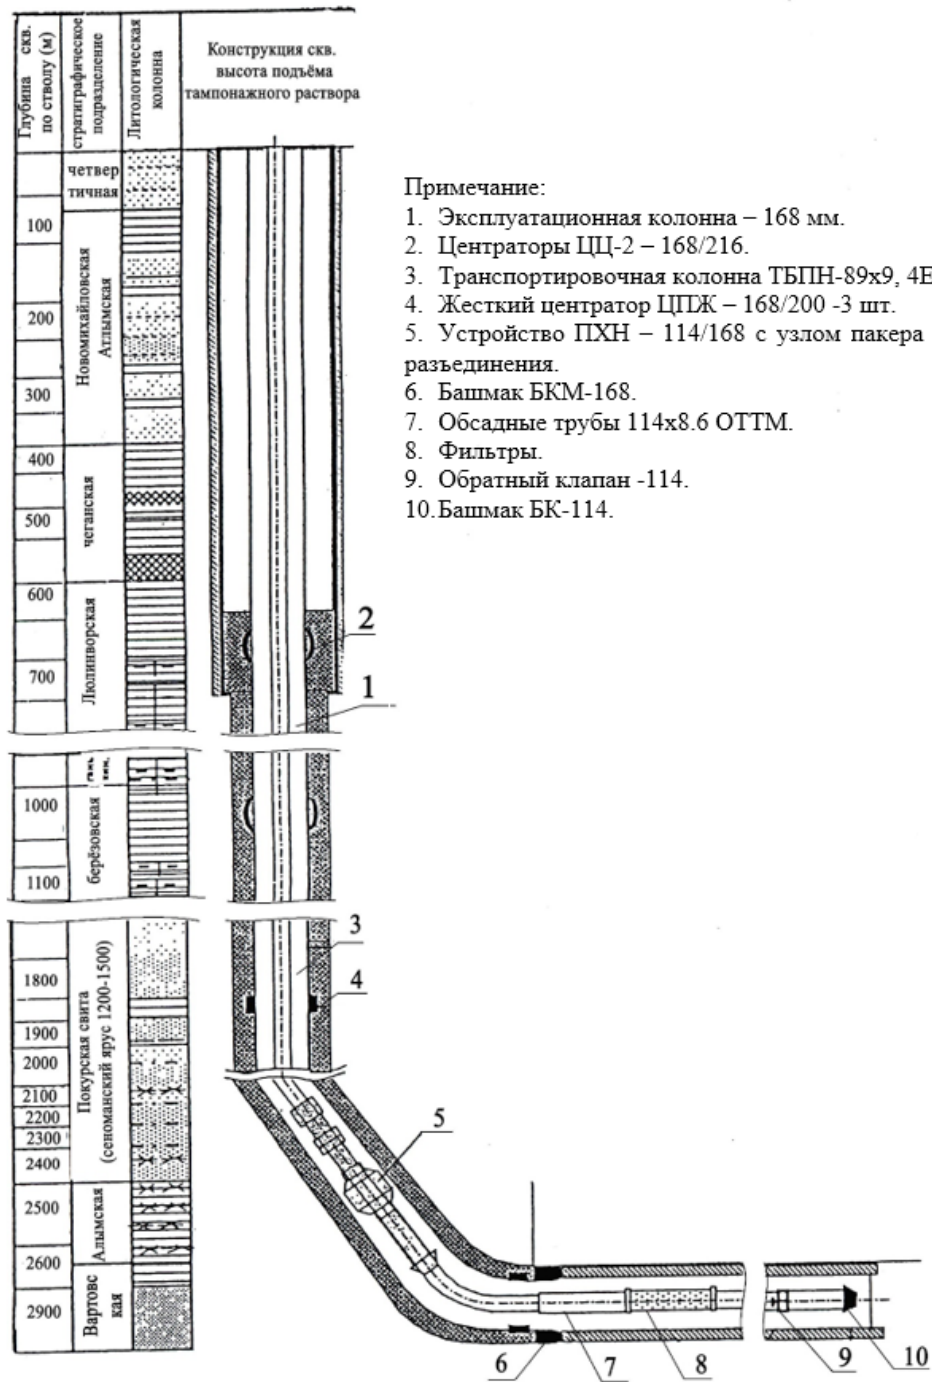 Глубина скв.
по стволу (м)
стратиграфическое
подразделение
Литологическая
колонна
Конструкция скв.
высота подъёма
тампонажного раствора
четвер
тичная
100
200
300
Новомихайловская
Атлымская
400
500
чеганская
600
700
Люлинворская
1000
1100
берёзовская
1800
1900
2000
2100
2200
2300
2400
Покурская свита
(сеноманский ярус 1200-1500)
2500
2600
Алымская
2900
Вартовс
кая
Примечание:
1. Эксплуатационная колонна – 168 мм.
2. Центраторы ЦЦ-2 – 168/216.
3. Транспортировочная колонна ТБПН-89х9, 4Е
4. Жесткий центратор ЦПЖ – 168/200 -3 шт.
5. Устройство ПХН – 114/168 с узлом пакера
разъединения.
6. Башмак БКМ-168.
7. Обсадные трубы 114х8.6 ОТТМ.
8. Фильтры.
9. Обратный клапан -114.
10.Башмак БК-114.
2
1
3
4
5
6
7
8
9
10